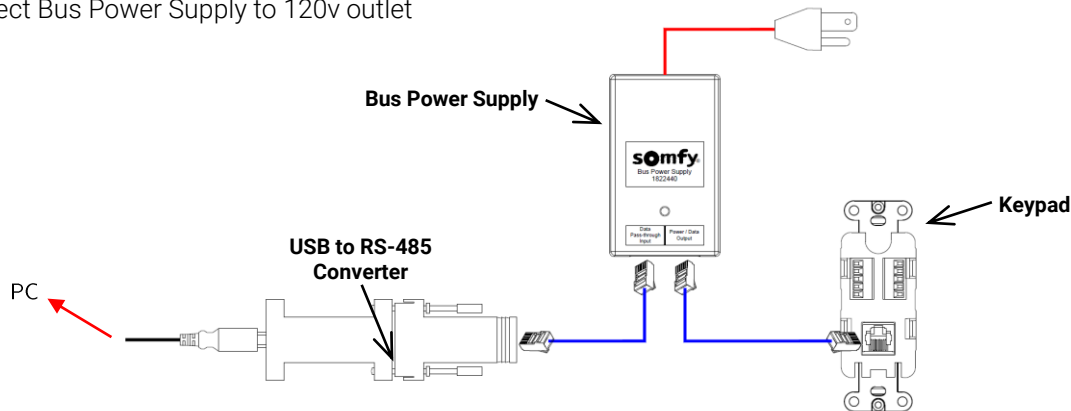 ect Bus Power Supply to 120v outlet
Bus Power Supply
somfy.
Bus Power Supply
1822440
Data
Pass-through
Input
Power / Data
Output
Keypad
USB to RS-485
Converter
PC